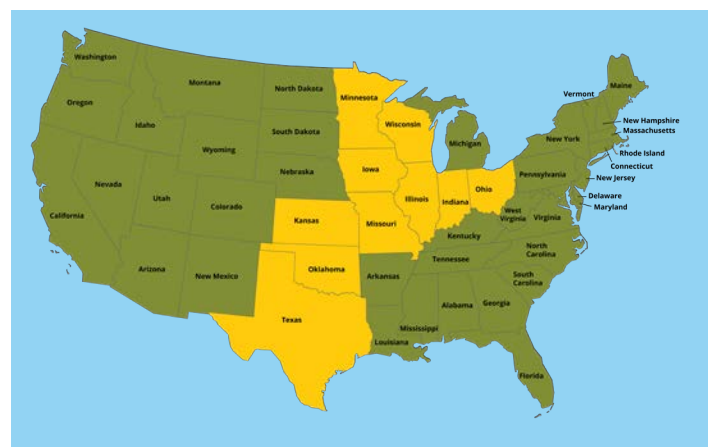 Washington
Montana
North Dakota
Minnesota
Maine
Vermont
Oregon
Idaho
Wisconsin
New Hampshire
Massachusetts
South Dakota
Michigan
New York
Wyoming
Rhode Island
Connecticut
Nebraska
Iowa
Pennsylvania
New Jersey
Nevada
Utah
Colorado
Illinois
Indiana
Ohio
Delaware
Maryland
California
Kansas
Missouri
West
Virginia
Virginia
Kentucky
Arizona
New Mexico
Oklahoma
Arkansas
Tennessee
North
Carolina
South
Carolina
Texas
Mississippi
Alabama
Georgia
Louisiana
Florida